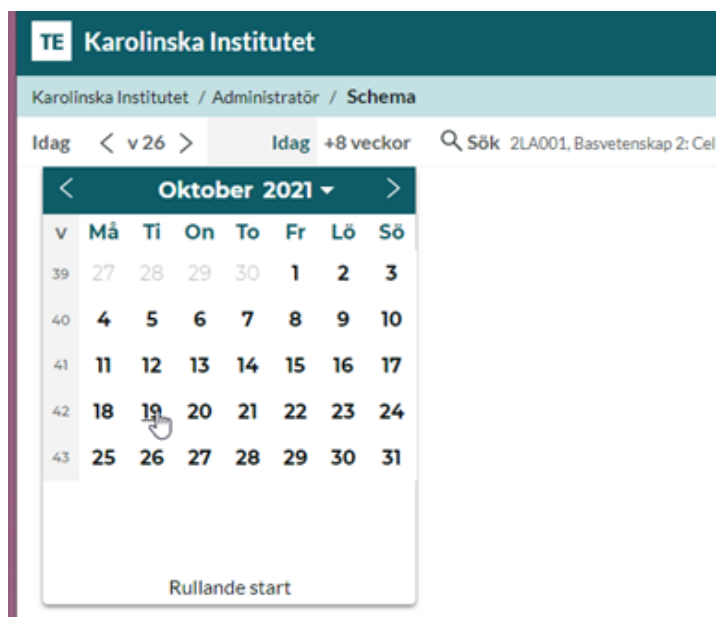 TE Karolinska Institutet
Karolinska Institutet / Administratör / Schema
Idag < v 26 > Idag +8 veckor Sök 2LA001, Basvetenskap 2: Cel
< Oktober 2021 >
v Må Ti On To Fr Lö Sö
39 27 28 29 30 1 2 3
40 4 5 6 7 8 9 10
41 11 12 13 14 15 16 17
42 18 19 20 21 22 23 24
43 25 26 27 28 29 30 31
Rullande start